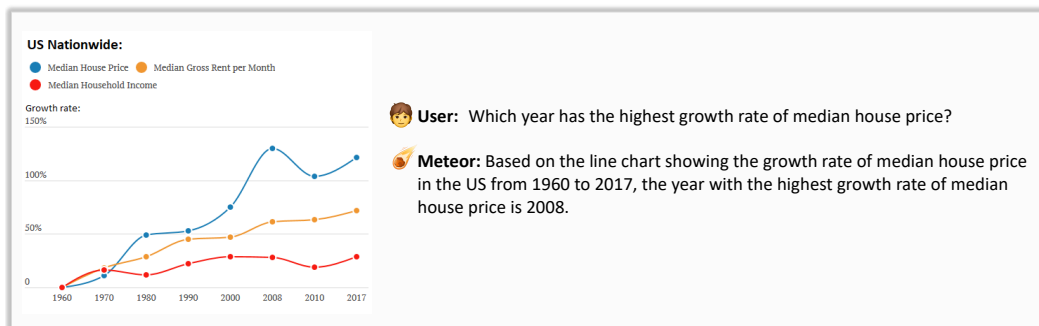 US Nationwide:
Median House Price Median Gross Rent per Month
Median Household Income
Growth rate:
150%
100%
50%
0
1960 1970 1980 1990 2000 2008 2010 2017
User: Which year has the highest growth rate of median house price?
Meteor: Based on the line chart showing the growth rate of median house price
in the US from 1960 to 2017, the year with the highest growth rate of median
house price is 2008.